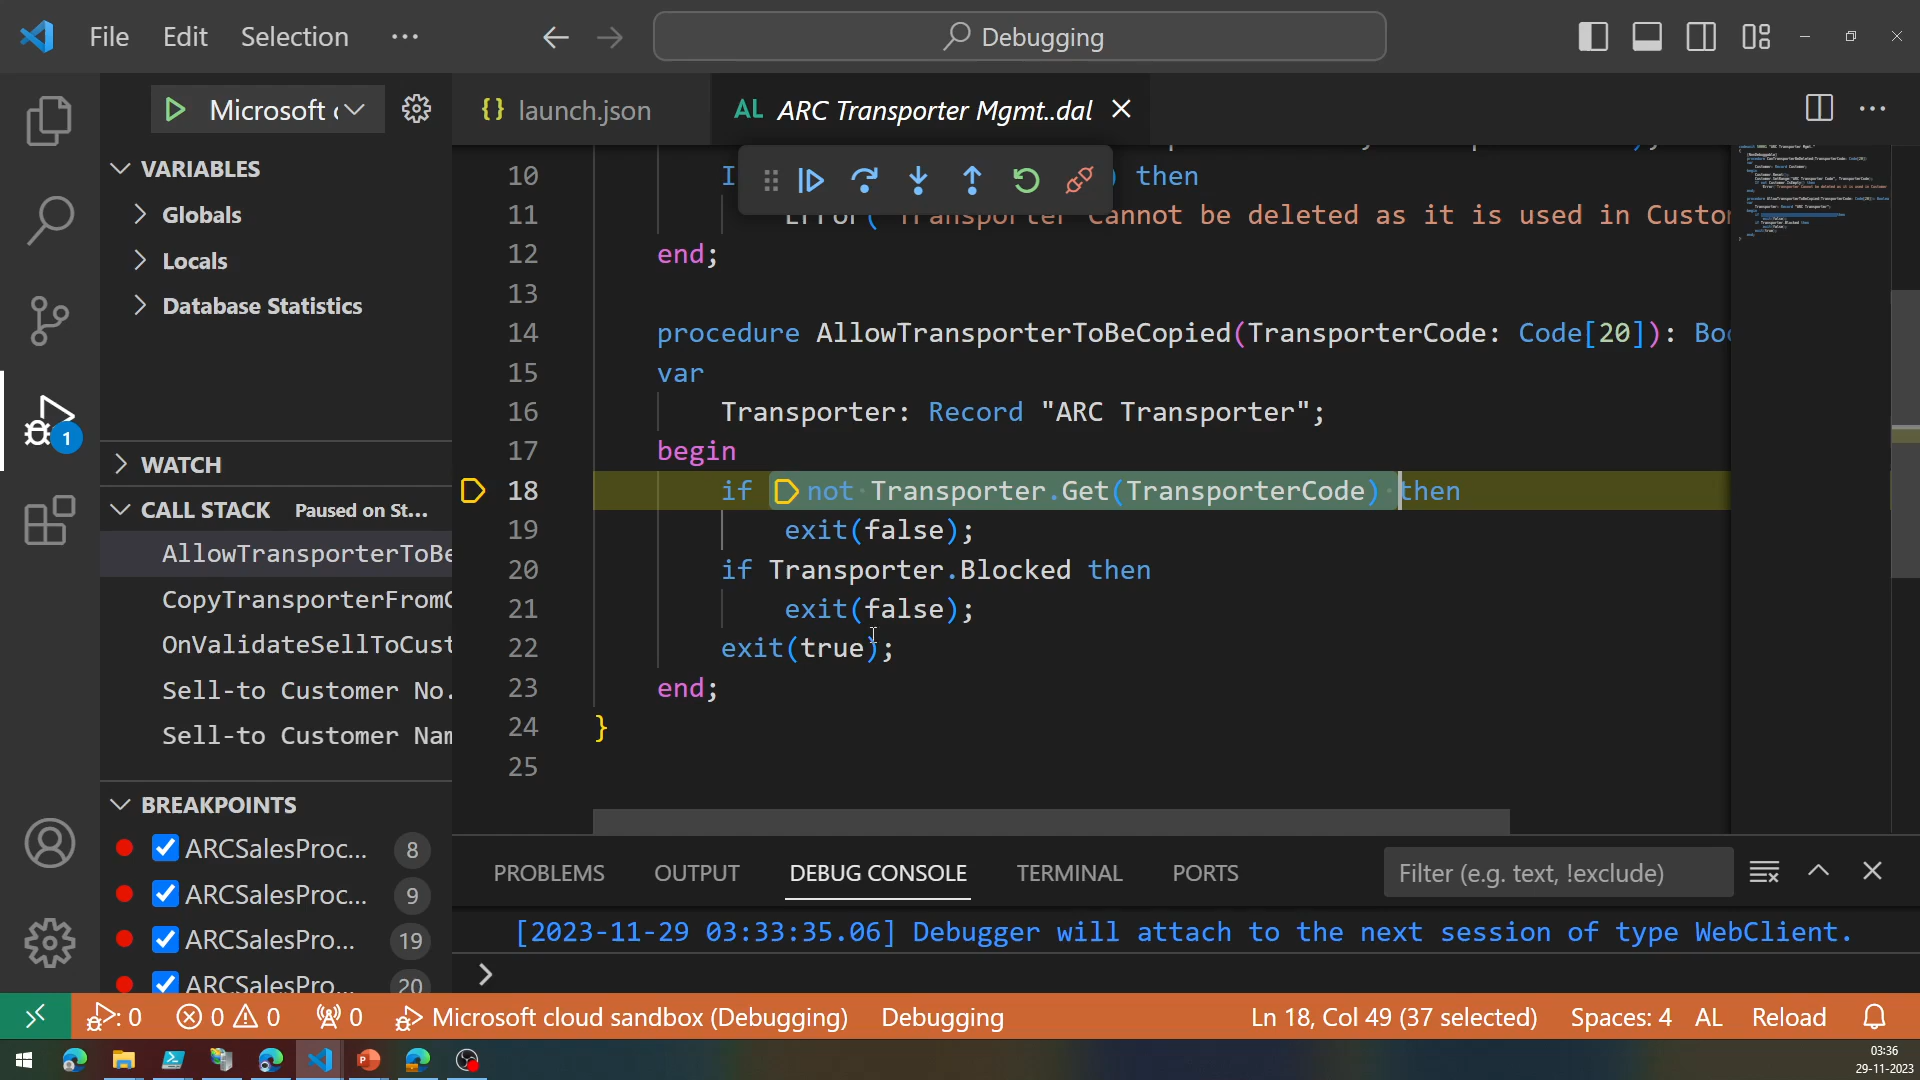 File Edit Selection ··· Debugging
Microsoft c
{} launch.json
AL ARC Transporter Mgmt..dal
VARIABLES
Globals
Locals
Database Statistics
WATCH
CALL STACK Paused on St...
AllowTransporterToBe
CopyTransporterFromC
OnValidateSellToCust
Sell-to Customer No.
Sell-to Customer Nam
BREAKPOINTS
ARCSalesProc... 8
ARCSalesProc... 9
ARCSalesPro... 19
ARCSalesPro... 20
10 I ) then
11 Error('Transporter Cannot be deleted as it is used in Custom
12 end;
13
14 procedure AllowTransporterToBeCopied(TransporterCode: Code[20]): Boo
15 var
16 Transporter: Record "ARC Transporter";
17 begin
18 if not Transporter.Get(TransporterCode) then
19 exit(false);
20 if Transporter.Blocked then
21 exit(false);
22 exit(true);
23 end;
24 }
25
PROBLEMS OUTPUT DEBUG CONSOLE TERMINAL PORTS Filter (e.g. text, !exclude)
[2023-11-29 03:33:35.06] Debugger will attach to the next session of type WebClient.
1
: 0 0 0 0 Microsoft cloud sandbox (Debugging) Debugging Ln 18, Col 49 (37 selected) Spaces: 4 AL Reload
03:36
29-11-2023